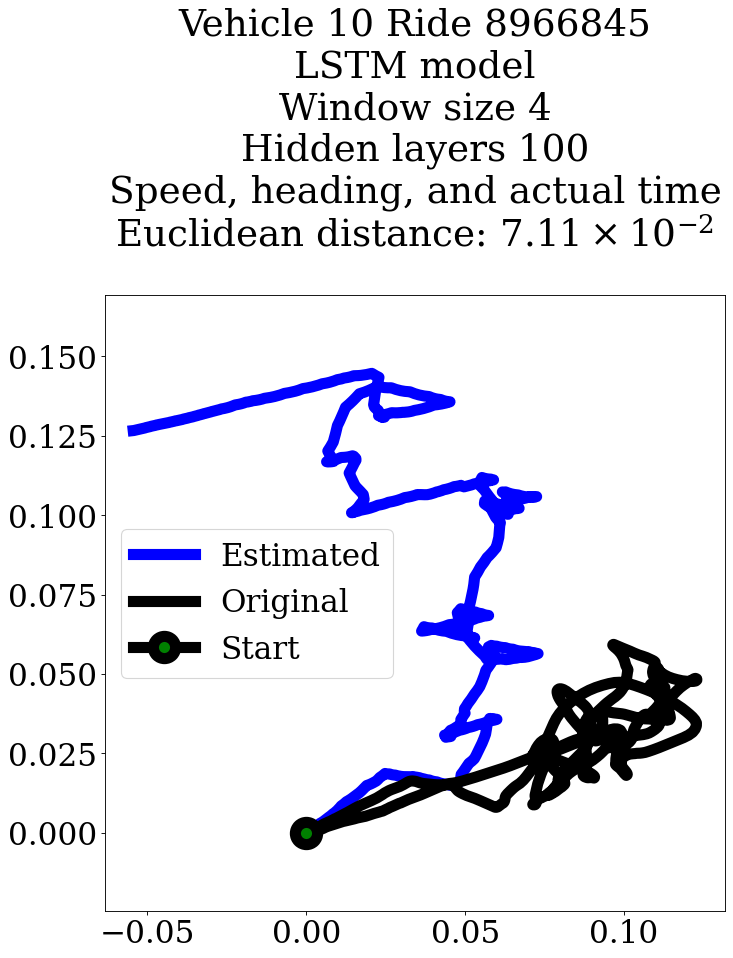 Vehicle 10 Ride 8966845
LSTM model
Window size 4
Hidden layers 100
Speed, heading, and actual time
Euclidean distance: 7.11 × 10⁻²
0.150
0.125
0.100
0.075
0.050
0.025
0.000
Estimated
Original
Start
−0.05 0.00 0.05 0.10